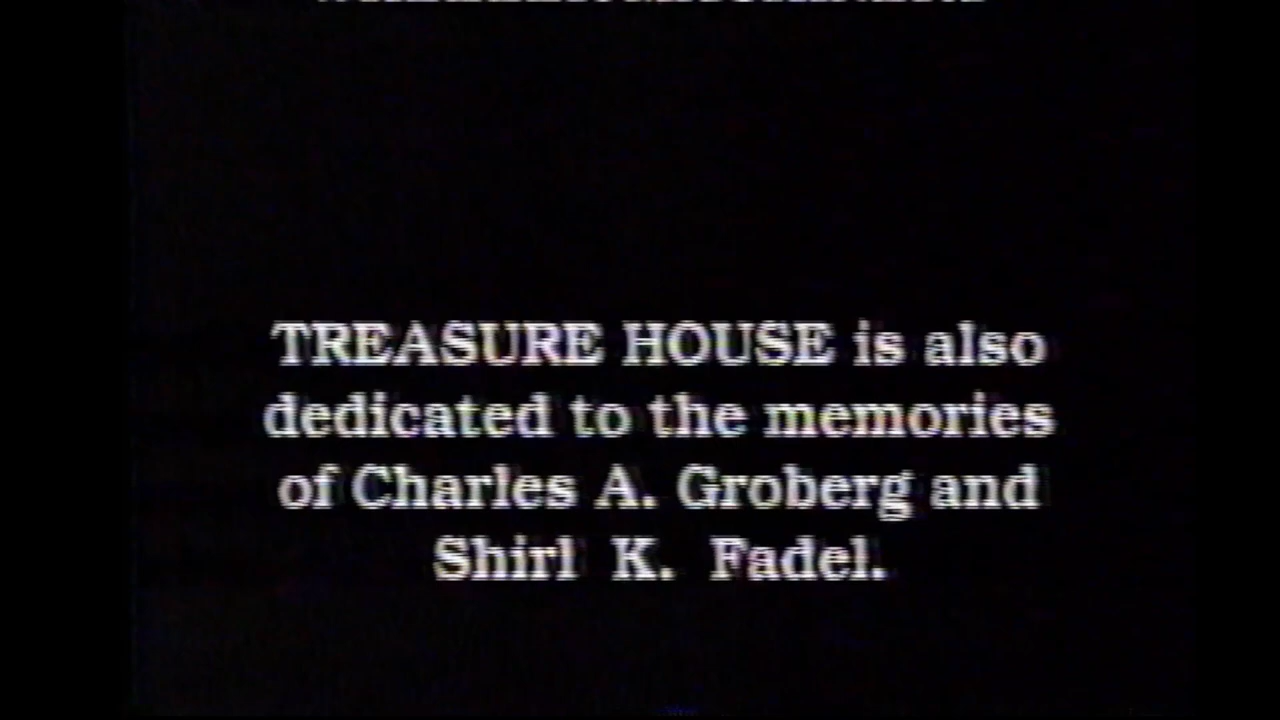 TREASURE HOUSE is also
dedicated to the memories
of Charles A. Groberg and
Shirl K. Fadel.